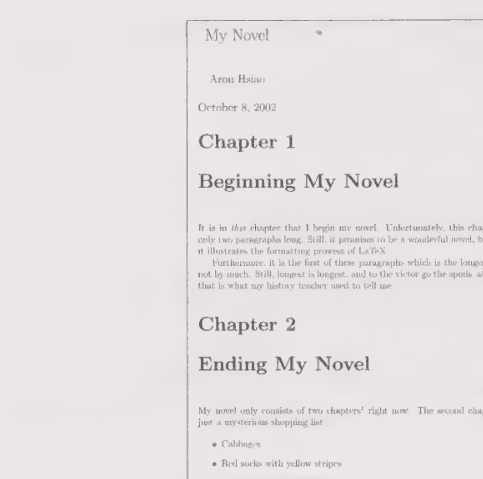 My Novel
Aron Hsiao
October 8, 2002
Chapter 1
Beginning My Novel
It is in this chapter that I begin my novel. Unfortunately, this cha
only two paragraphs long. Still, it promises to be a wonderful novel, b
it illustrates the formatting prowess of LaTeX
Furthermore, it is the first of these paragraphs which is the longe
not by much. Still, longest is longest, and to the victor go the spoils, a
that is what my history teacher used to tell me
Chapter 2
Ending My Novel
My novel only consists of two chapters' right now. The second cha
just a mysterious shopping list
• Cabbages
• Red socks with yellow stripes